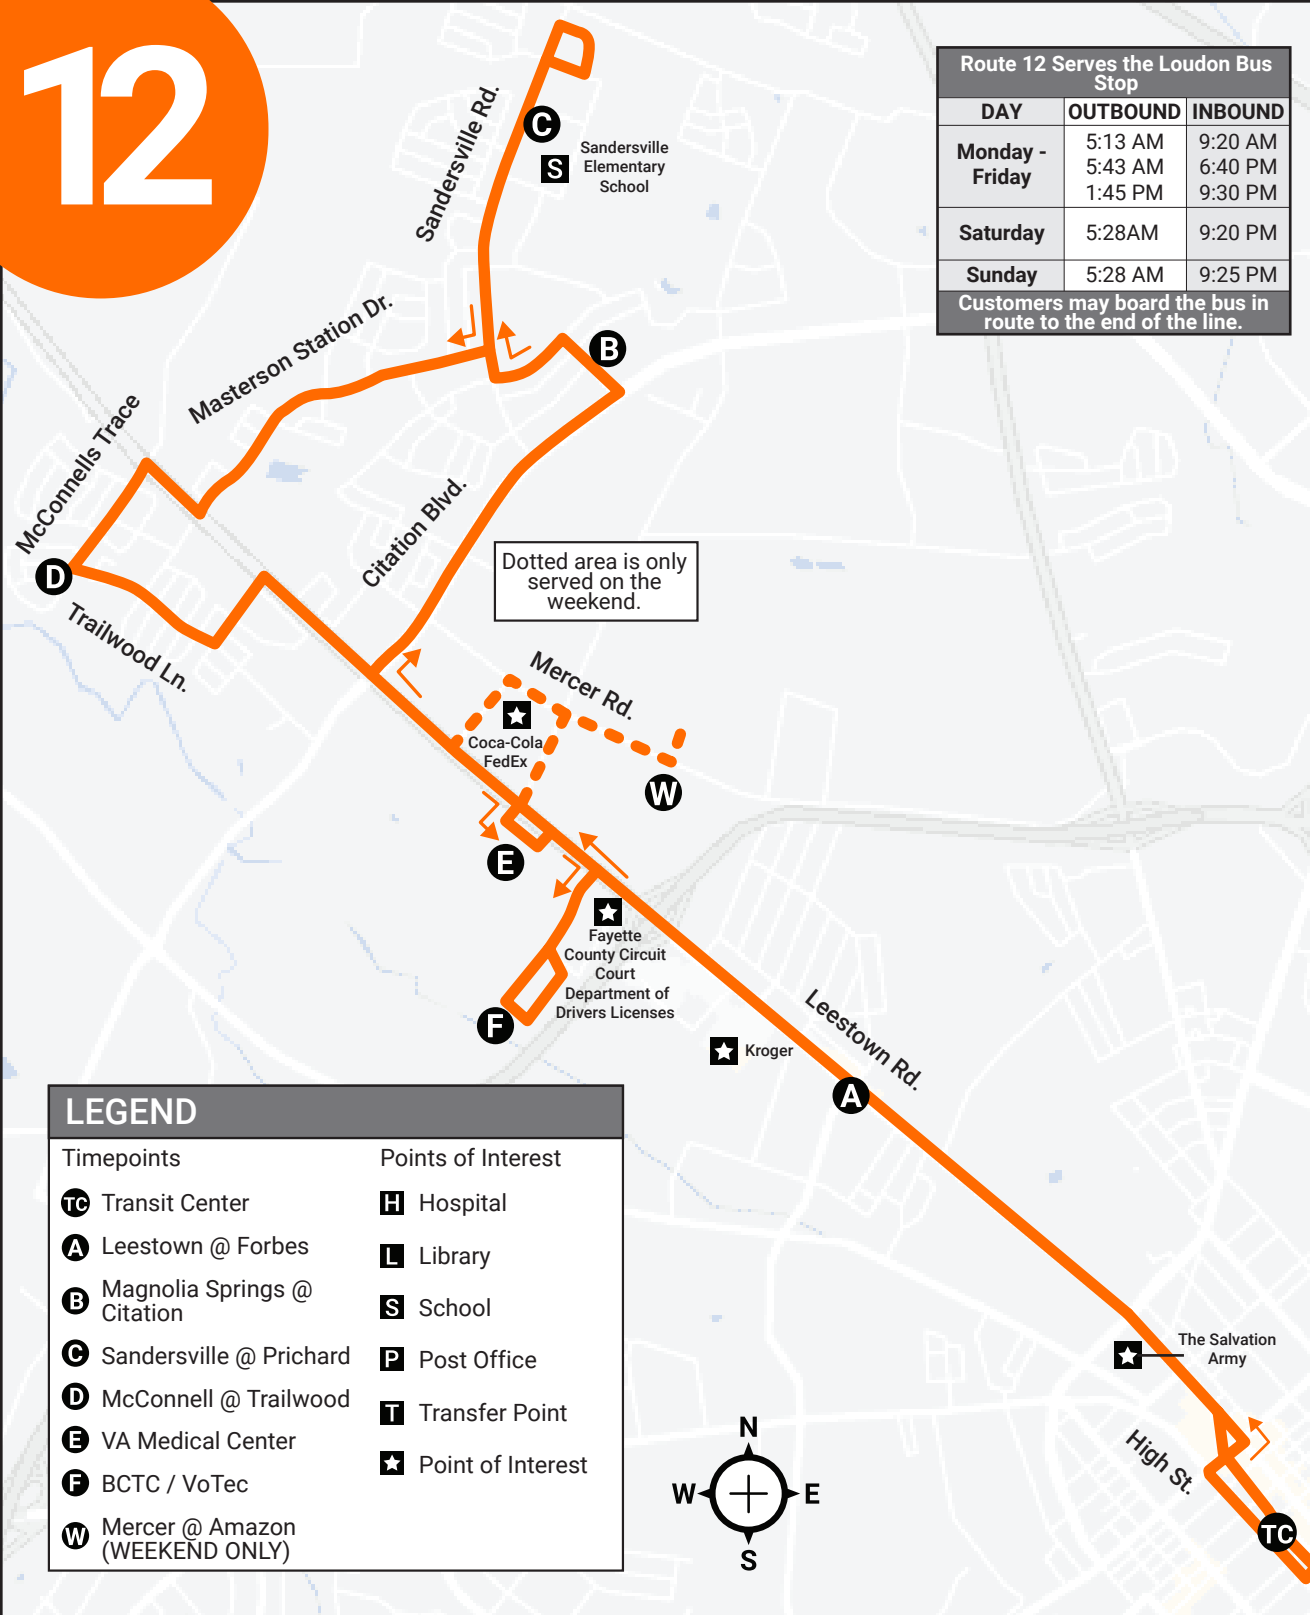 12
Route 12 Serves the Loudon Bus
Stop
DAY OUTBOUND INBOUND
Monday -
Friday
5:13 AM 9:20 AM
5:43 AM 6:40 PM
1:45 PM 9:30 PM
Saturday 5:28AM 9:20 PM
Sunday 5:28 AM 9:25 PM
Customers may board the bus in
route to the end of the line.
Sandersville Rd.
C
S
Sandersville
Elementary
School
Masterson Station Dr.
B
McConnells Trace
Citation Blvd.
D
Trailwood Ln.
Dotted area is only
served on the
weekend.
Mercer Rd.
Coca-Cola
FedEx
W
E
Fayette
County Circuit
Court
Department of
Drivers Licenses
F
Kroger
Leestown Rd.
A
The Salvation
Army
High St.
TC
N
W E
S
LEGEND
Timepoints
TC Transit Center
A Leestown @ Forbes
B Magnolia Springs @
Citation
C Sandersville @ Prichard
D McConnell @ Trailwood
E VA Medical Center
F BCTC / VoTec
W Mercer @ Amazon
(WEEKEND ONLY)
Points of Interest
H Hospital
L Library
S School
P Post Office
T Transfer Point
Point of Interest